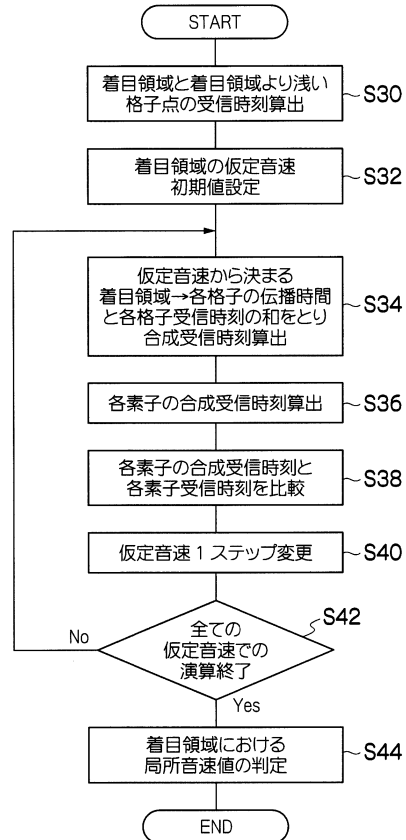 START
着目領域と着目領域より浅い
格子点の受信時刻算出
S30
着目領域の仮定音速
初期値設定
S32
仮定音速から決まる
着目領域→各格子の伝播時間
と各格子受信時刻の和をとり
合成受信時刻算出
S34
各素子の合成受信時刻算出
S36
各素子の合成受信時刻と
各素子受信時刻を比較
S38
仮定音速1ステップ変更
S40
全ての
仮定音速での
演算終了
S42
No
Yes
着目領域における
局所音速値の判定
S44
END